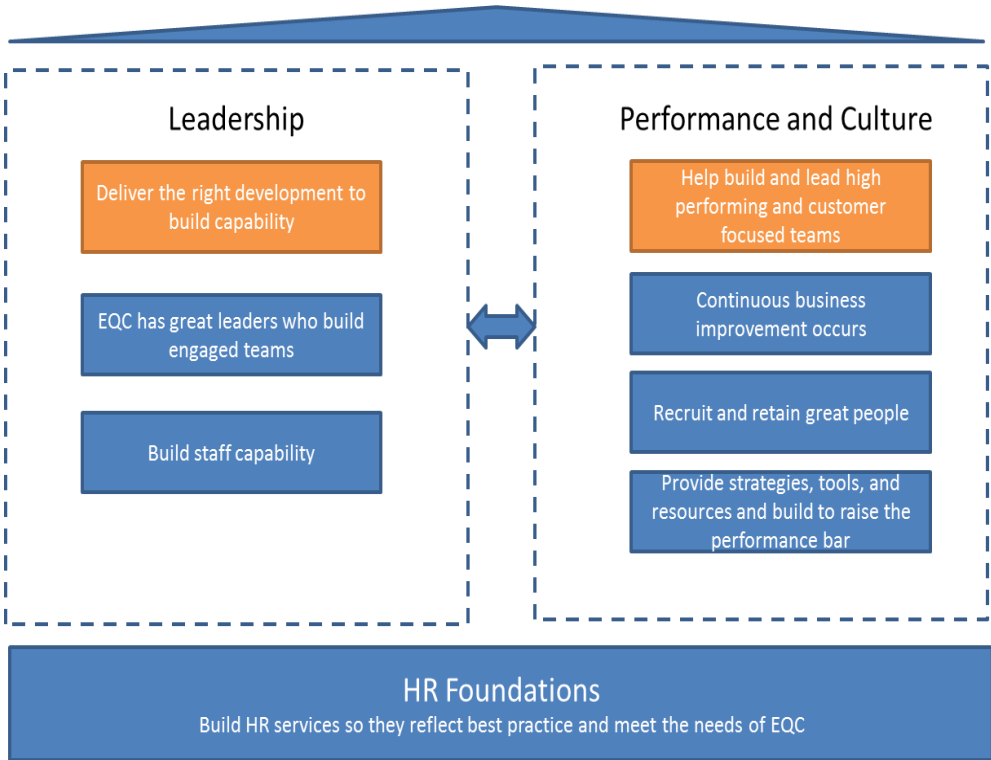 Leadership
Deliver the right development to
build capability
EQC has great leaders who build
engaged teams
Build staff capability
Performance and Culture
Help build and lead high
performing and customer
focused teams
Continuous business
improvement occurs
Recruit and retain great people
Provide strategies, tools, and
resources and build to raise the
performance bar
HR Foundations
Build HR services so they reflect best practice and meet the needs of EQC